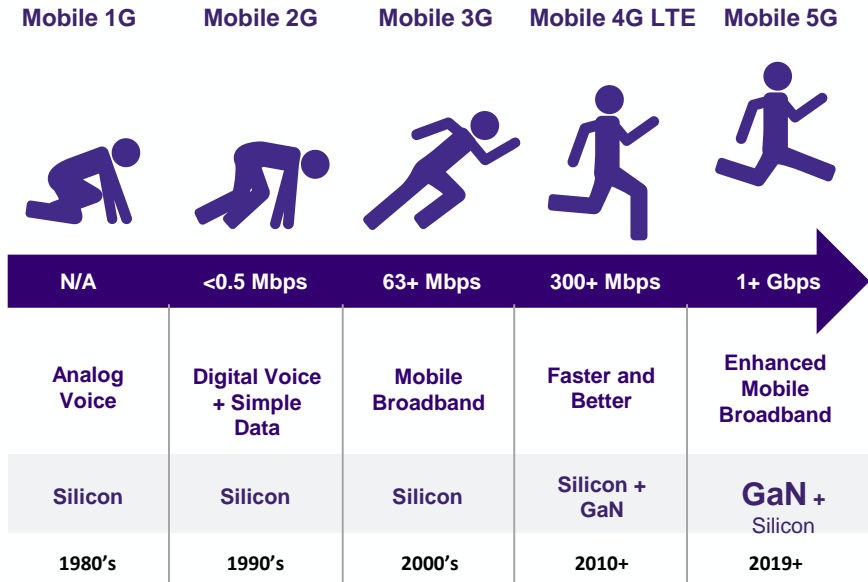 Mobile 1G
Mobile 2G
Mobile 3G
Mobile 4G LTE
Mobile 5G
N/A
<0.5 Mbps
63+ Mbps
300+ Mbps
1+ Gbps
Analog
Voice
Digital Voice
+ Simple
Data
Mobile
Broadband
Faster and
Better
Enhanced
Mobile
Broadband
Silicon
Silicon
Silicon
Silicon +
GaN
GaN +
Silicon
1980’s
1990’s
2000’s
2010+
2019+